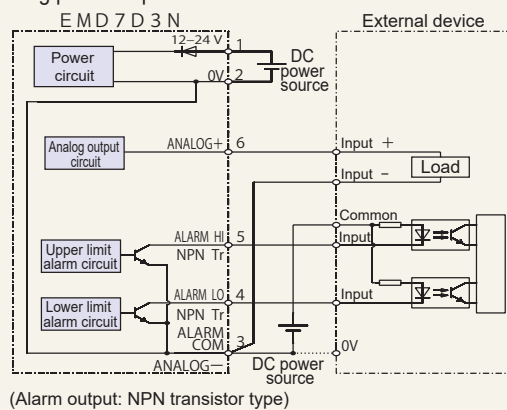 EMD7D3N
External device
12–24 V
1
Power
circuit
DC
power
source
0V
2
Analog output
circuit
ANALOG+
6
Input +
Load
Input −
Common
Upper limit
alarm circuit
ALARM HI
5
Input
NPN Tr
Lower limit
alarm circuit
ALARM LO
4
Input
NPN Tr
ALARM
COM
3
0V
ANALOG−
DC power
source
(Alarm output: NPN transistor type)